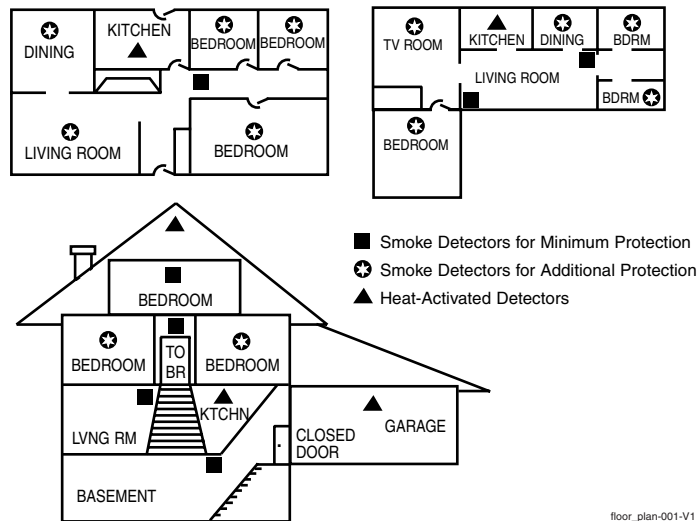 DINING
KITCHEN
BEDROOM
BEDROOM
LIVING ROOM
BEDROOM
TV ROOM
KITCHEN
DINING
BDRM
LIVING ROOM
BDRM
BEDROOM
Smoke Detectors for Minimum Protection
Smoke Detectors for Additional Protection
Heat-Activated Detectors
BEDROOM
BEDROOM
TO
BR
BEDROOM
LVNG RM
KTCHN
CLOSED
DOOR
GARAGE
BASEMENT
floor_plan-001-V1